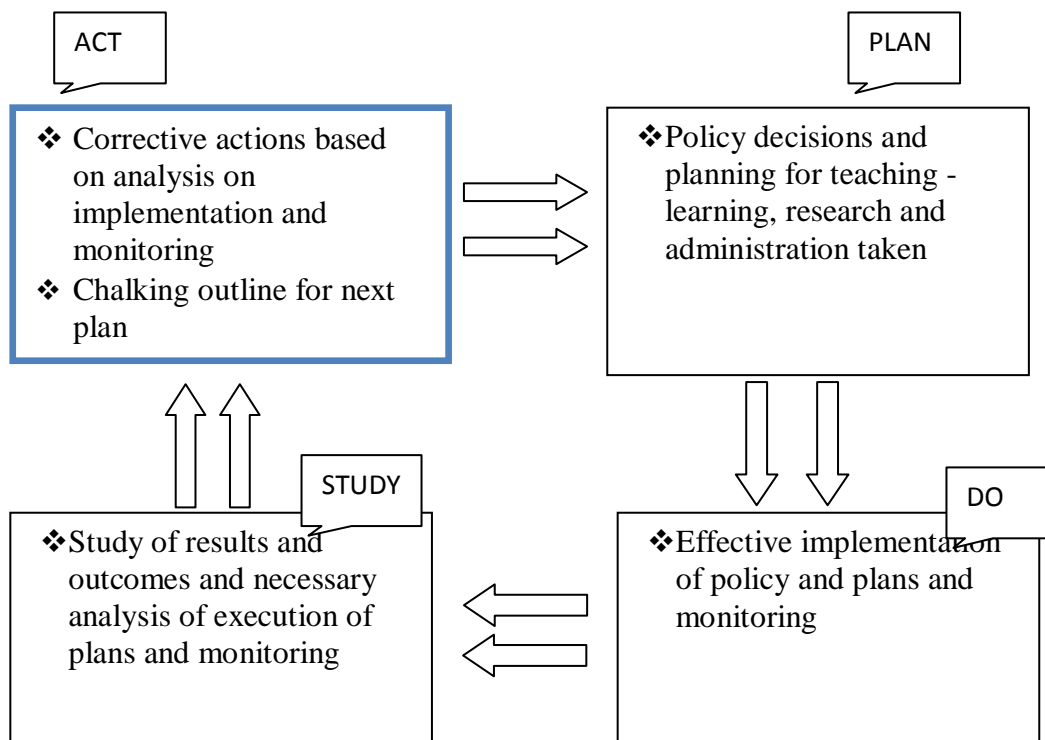 ACT
❖ Corrective actions based
on analysis on
implementation and
monitoring
❖ Chalking outline for next
plan
PLAN
❖Policy decisions and
planning for teaching -
learning, research and
administration taken
STUDY
❖Study of results and
outcomes and necessary
analysis of execution of
plans and monitoring
DO
❖Effective implementation
of policy and plans and
monitoring